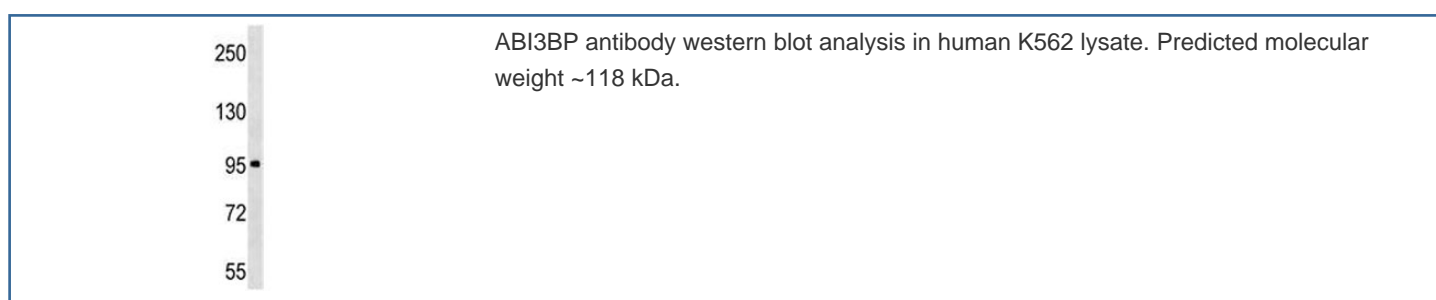 250
130
95
72
55
ABI3BP antibody western blot analysis in human K562 lysate. Predicted molecular
weight ~118 kDa.